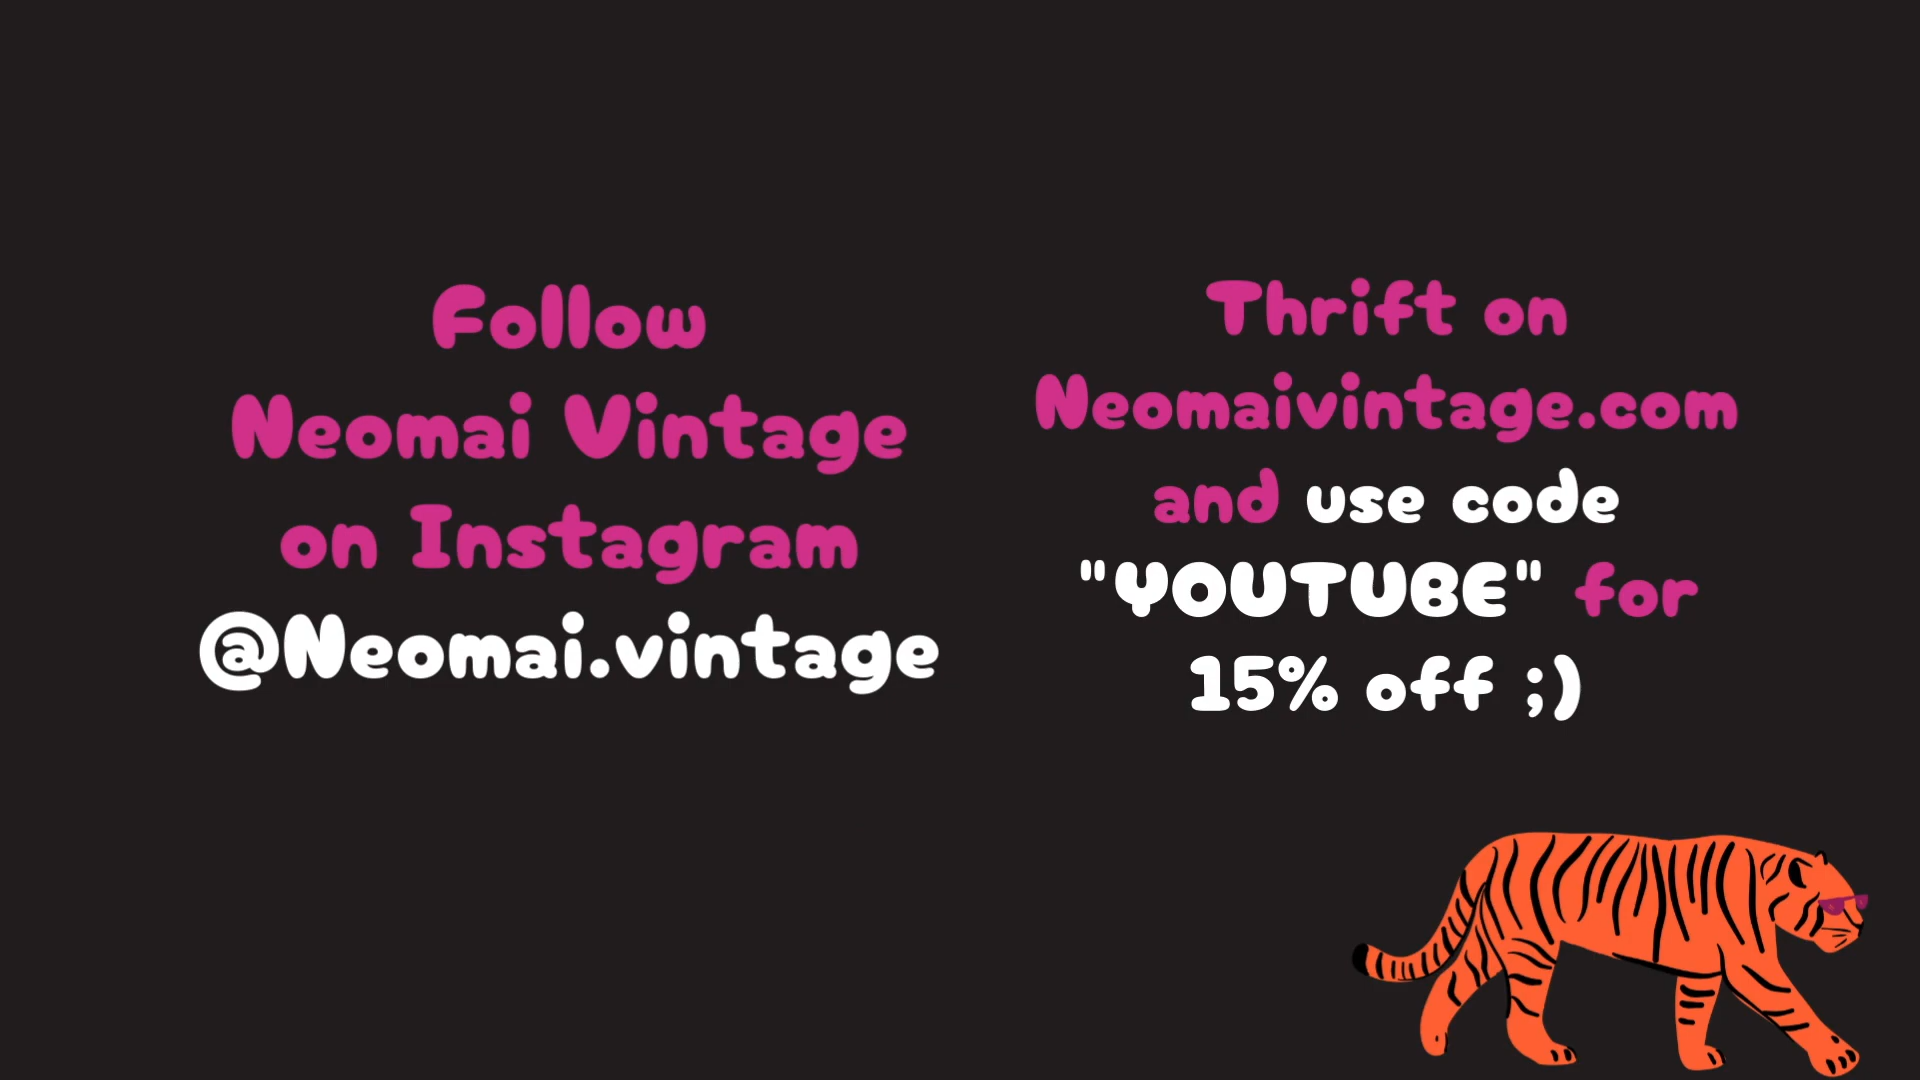 Follow
Neomai Vintage
on Instagram
@Neomai.vintage
Thrift on
Neomaivintage.com
and use code
"YOUTUBE" for
15% off ;)